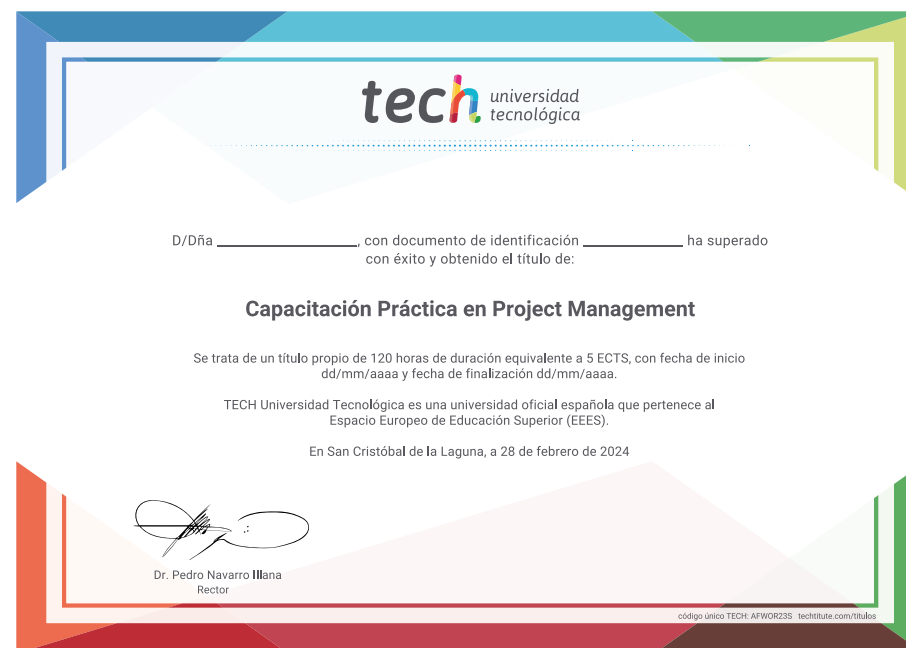 tech universidad
tecnológica
D/Dña ____________________, con documento de identificación ______________ ha superado
con éxito y obtenido el título de:
Capacitación Práctica en Project Management
Se trata de un título propio de 120 horas de duración equivalente a 5 ECTS, con fecha de inicio
dd/mm/aaaa y fecha de finalización dd/mm/aaaa.
TECH Universidad Tecnológica es una universidad oficial española que pertenece al
Espacio Europeo de Educación Superior (EEES).
En San Cristóbal de la Laguna, a 28 de febrero de 2024
Dr. Pedro Navarro Illana
Rector
código único TECH: AFWOR23S techtitute.com/titulos